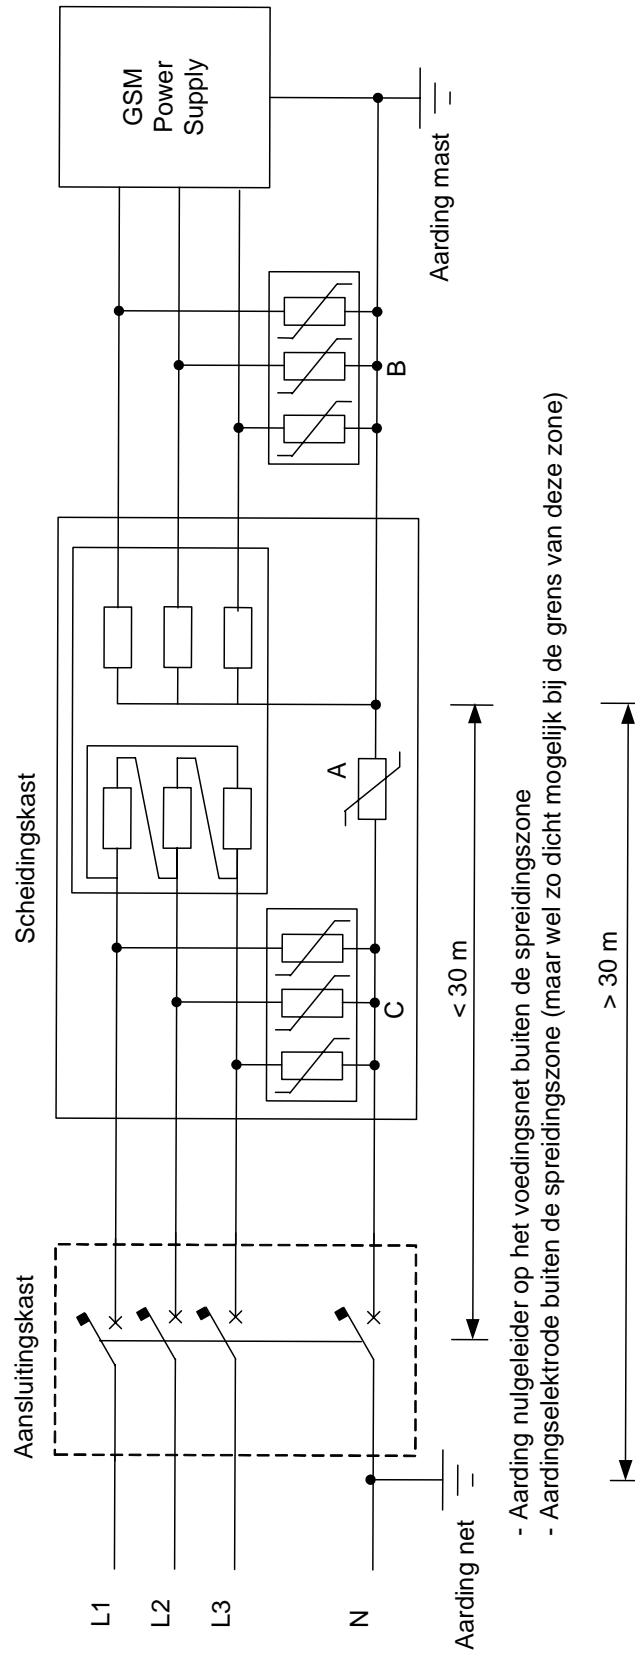 Aansluitingskast
Scheidingskast
GSM
Power
Supply
L1
L2
L3
N
A
B
C
Aarding net
Aarding mast
< 30 m
- Aarding nulgeleider op het voedingsnet buiten de spreidingszone
- Aardingselektrode buiten de spreidingszone (maar wel zo dicht mogelijk bij de grens van deze zone)
> 30 m